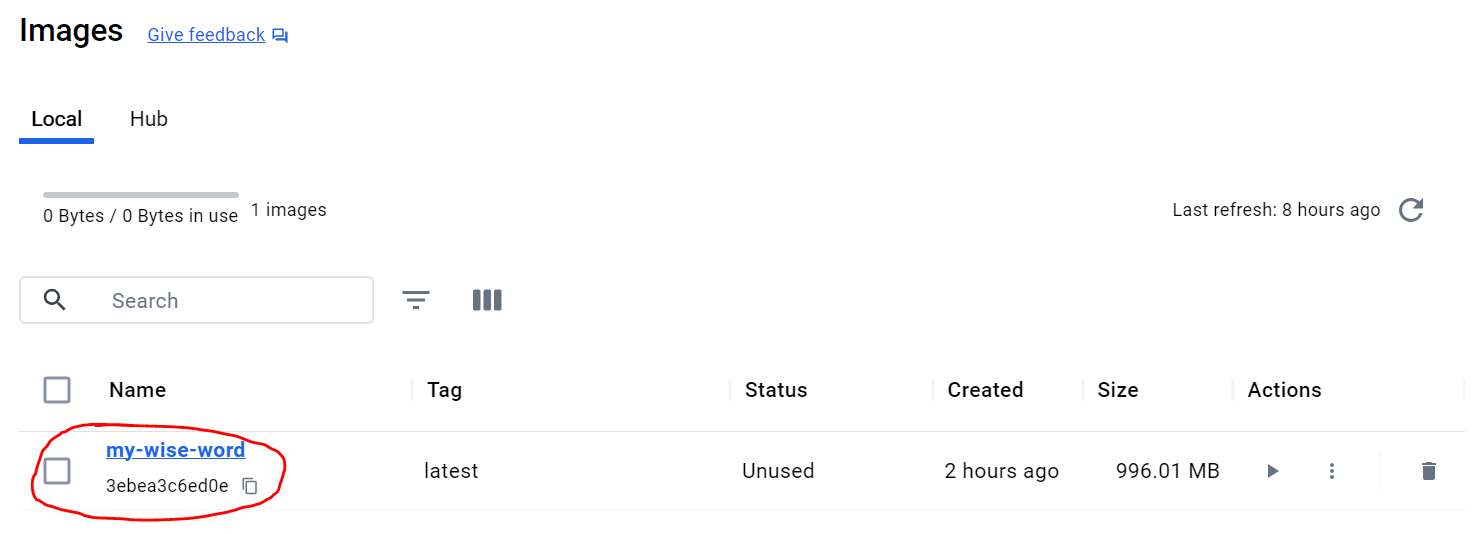 Images Give feedback
Local Hub
0 Bytes / 0 Bytes in use 1 images Last refresh: 8 hours ago
Search
Name Tag Status Created Size Actions
my-wise-word
latest Unused 2 hours ago 996.01 MB
3ebea3c6ed0e